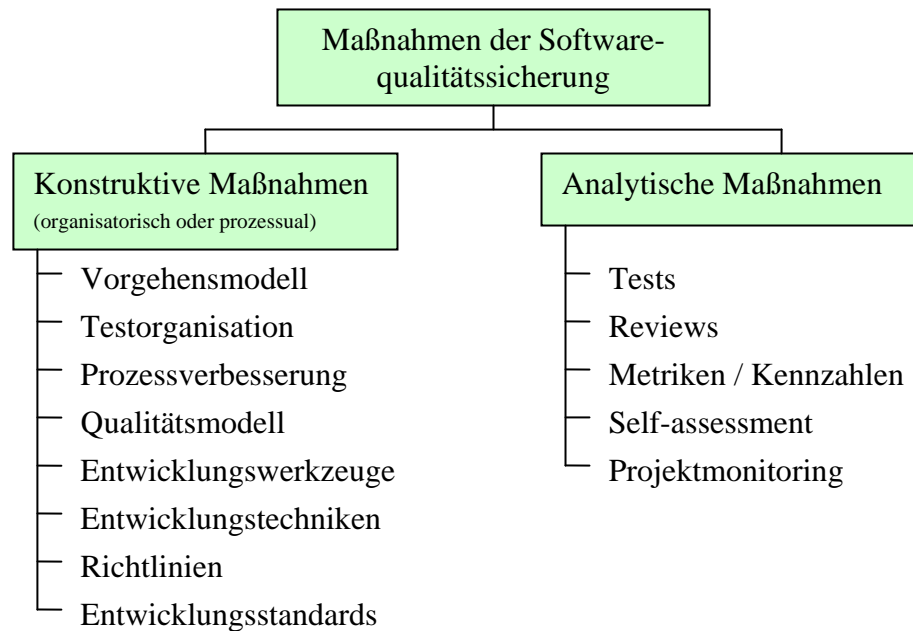 Maßnahmen der Software-
qualitätssicherung
Konstruktive Maßnahmen
(organisatorisch oder prozessual)
Vorgehensmodell
Testorganisation
Prozessverbesserung
Qualitätsmodell
Entwicklungswerkzeuge
Entwicklungstechniken
Richtlinien
Entwicklungsstandards
Analytische Maßnahmen
Tests
Reviews
Metriken / Kennzahlen
Self-assessment
Projektmonitoring